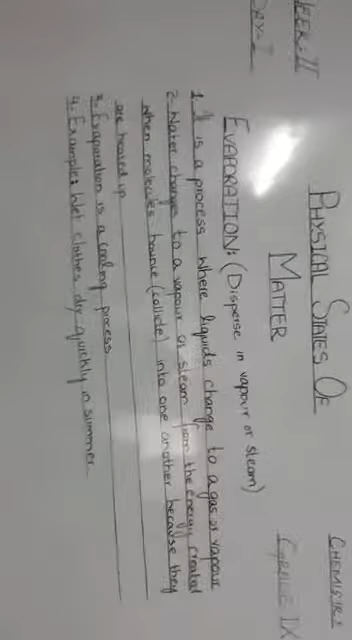 WEEK: II
DAY-I
CHEMISTRY
GRADE IX
PHYSICAL STATES OF
MATTER
EVAPORATION: (Disperse in vapour or steam)
1. It is a process where liquids change to a gas or vapour
2. Water changes to a vapour or steam from the energy created
when molecules bounce (collide) into one another because they
are heated up
3. Evaporation is a cooling process
4. Example: Wet clothes dry quickly in summer